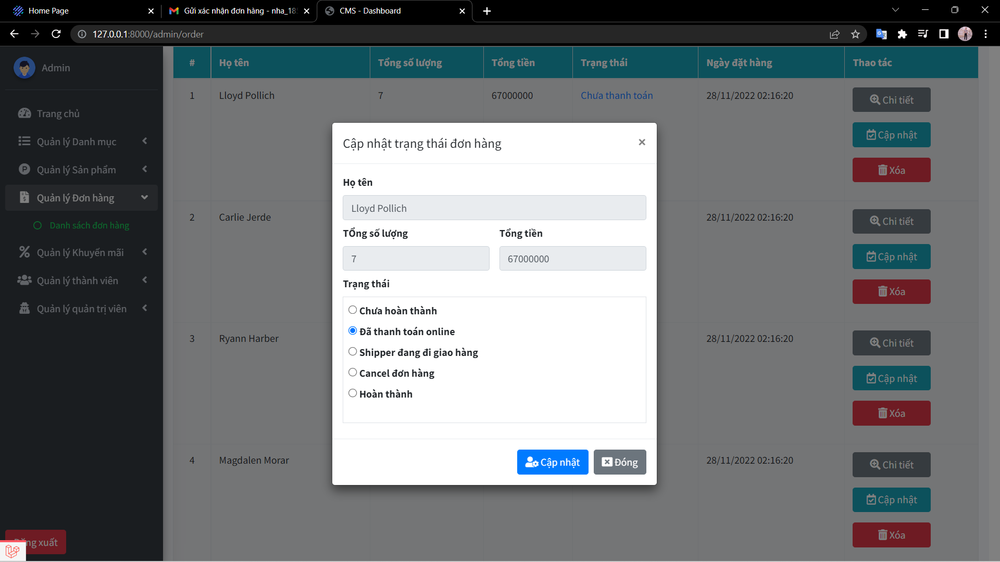 Home Page
Gửi xác nhận đơn hàng - nha_18
CMS - Dashboard
127.0.0.1:8000/admin/order
Admin
Trang chủ
Quản lý Danh mục
Quản lý Sản phẩm
Quản lý Đơn hàng
Danh sách đơn hàng
Quản lý Khuyến mãi
Quản lý thành viên
Quản lý quản trị viên
# Họ tên Tổng số lượng Tổng tiền Trạng thái Ngày đặt hàng Thao tác
1 Lloyd Pollich 7 67000000 Chưa thanh toán 28/11/2022 02:16:20 Chi tiết
Cập nhật
Xóa
2 Carlie Jerde 28/11/2022 02:16:20 Chi tiết
Cập nhật
Xóa
3 Ryann Harber 28/11/2022 02:16:20 Chi tiết
Cập nhật
Xóa
4 Magdalen Morar 28/11/2022 02:16:20 Chi tiết
Cập nhật
Xóa
Cập nhật trạng thái đơn hàng ×
Họ tên
Lloyd Pollich
TỔng số lượng Tổng tiền
7 67000000
Trạng thái
Chưa hoàn thành
Đã thanh toán online
Shipper đang đi giao hàng
Cancel đơn hàng
Hoàn thành
Cập nhật Đóng
xuất